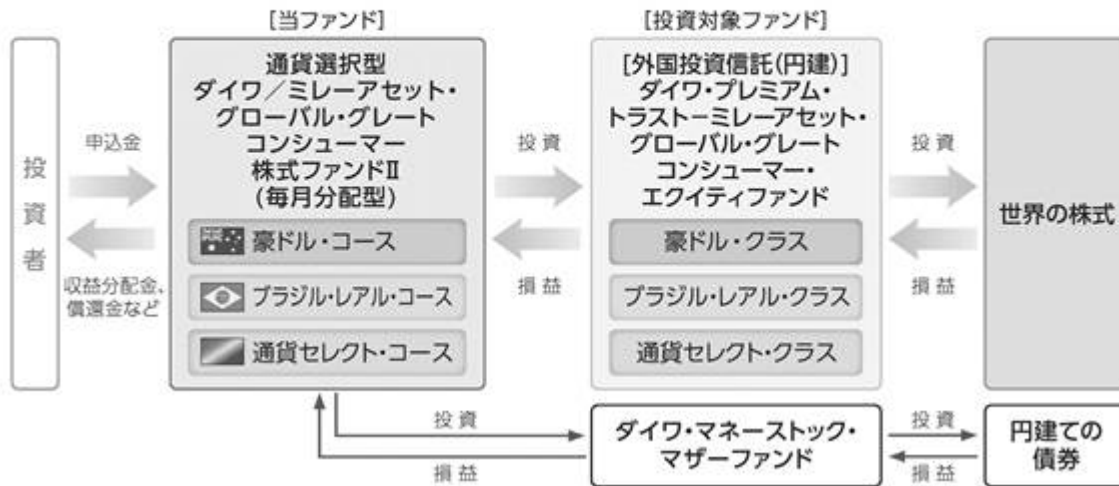 [当ファンド]
[投資対象ファンド]
投資者
申込金
収益分配金、
償還金など
通貨選択型
ダイワ／ミレーアセット・
グローバル・グレート
コンシューマー
株式ファンドⅡ
(毎月分配型)
豪ドル・コース
ブラジル・レアル・コース
通貨セレクト・コース
投資
損益
[外国投資信託(円建)]
ダイワ・プレミアム・
トラスト－ミレーアセット・
グローバル・グレート
コンシューマー・
エクイティファンド
豪ドル・クラス
ブラジル・レアル・クラス
通貨セレクト・クラス
投資
損益
世界の株式
投資
損益
ダイワ・マネーストック・
マザーファンド
投資
損益
円建ての
債券